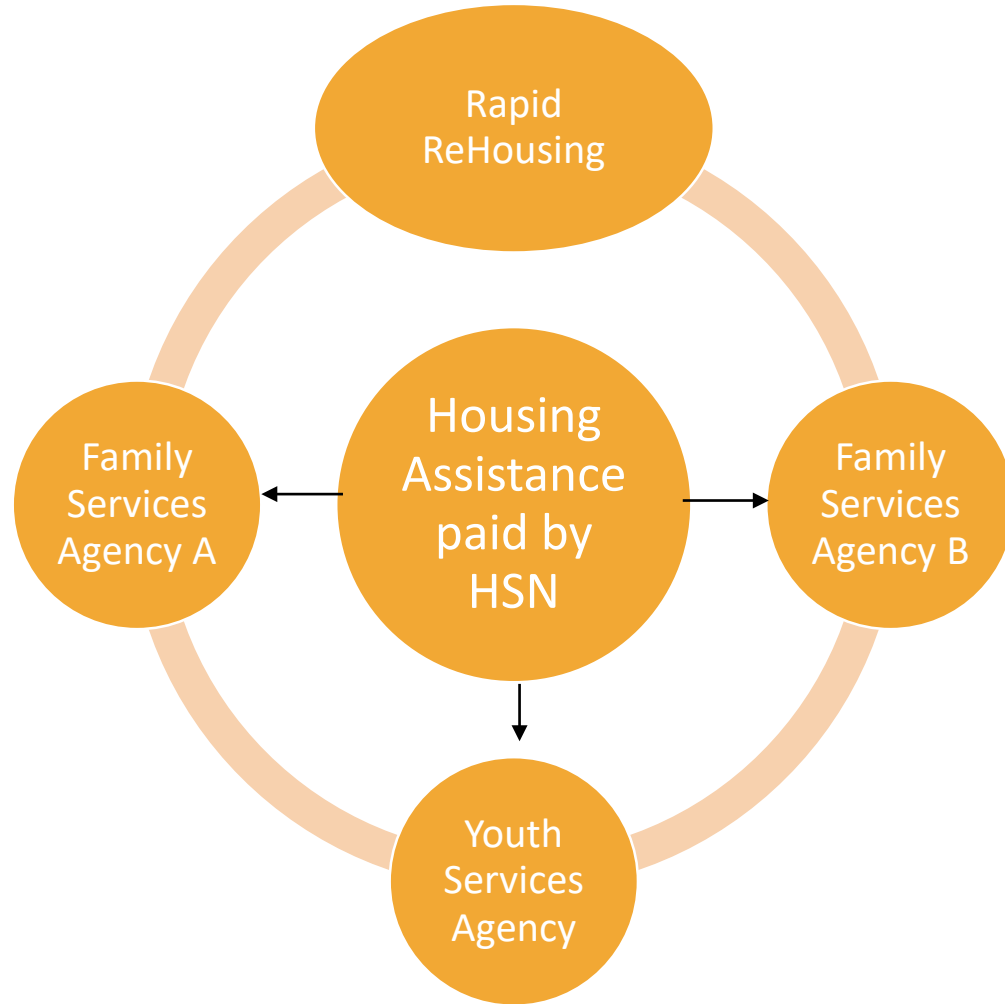 Rapid
ReHousing
Housing
Assistance
paid by
HSN
Family
Services
Agency A
Family
Services
Agency B
Youth
Services
Agency